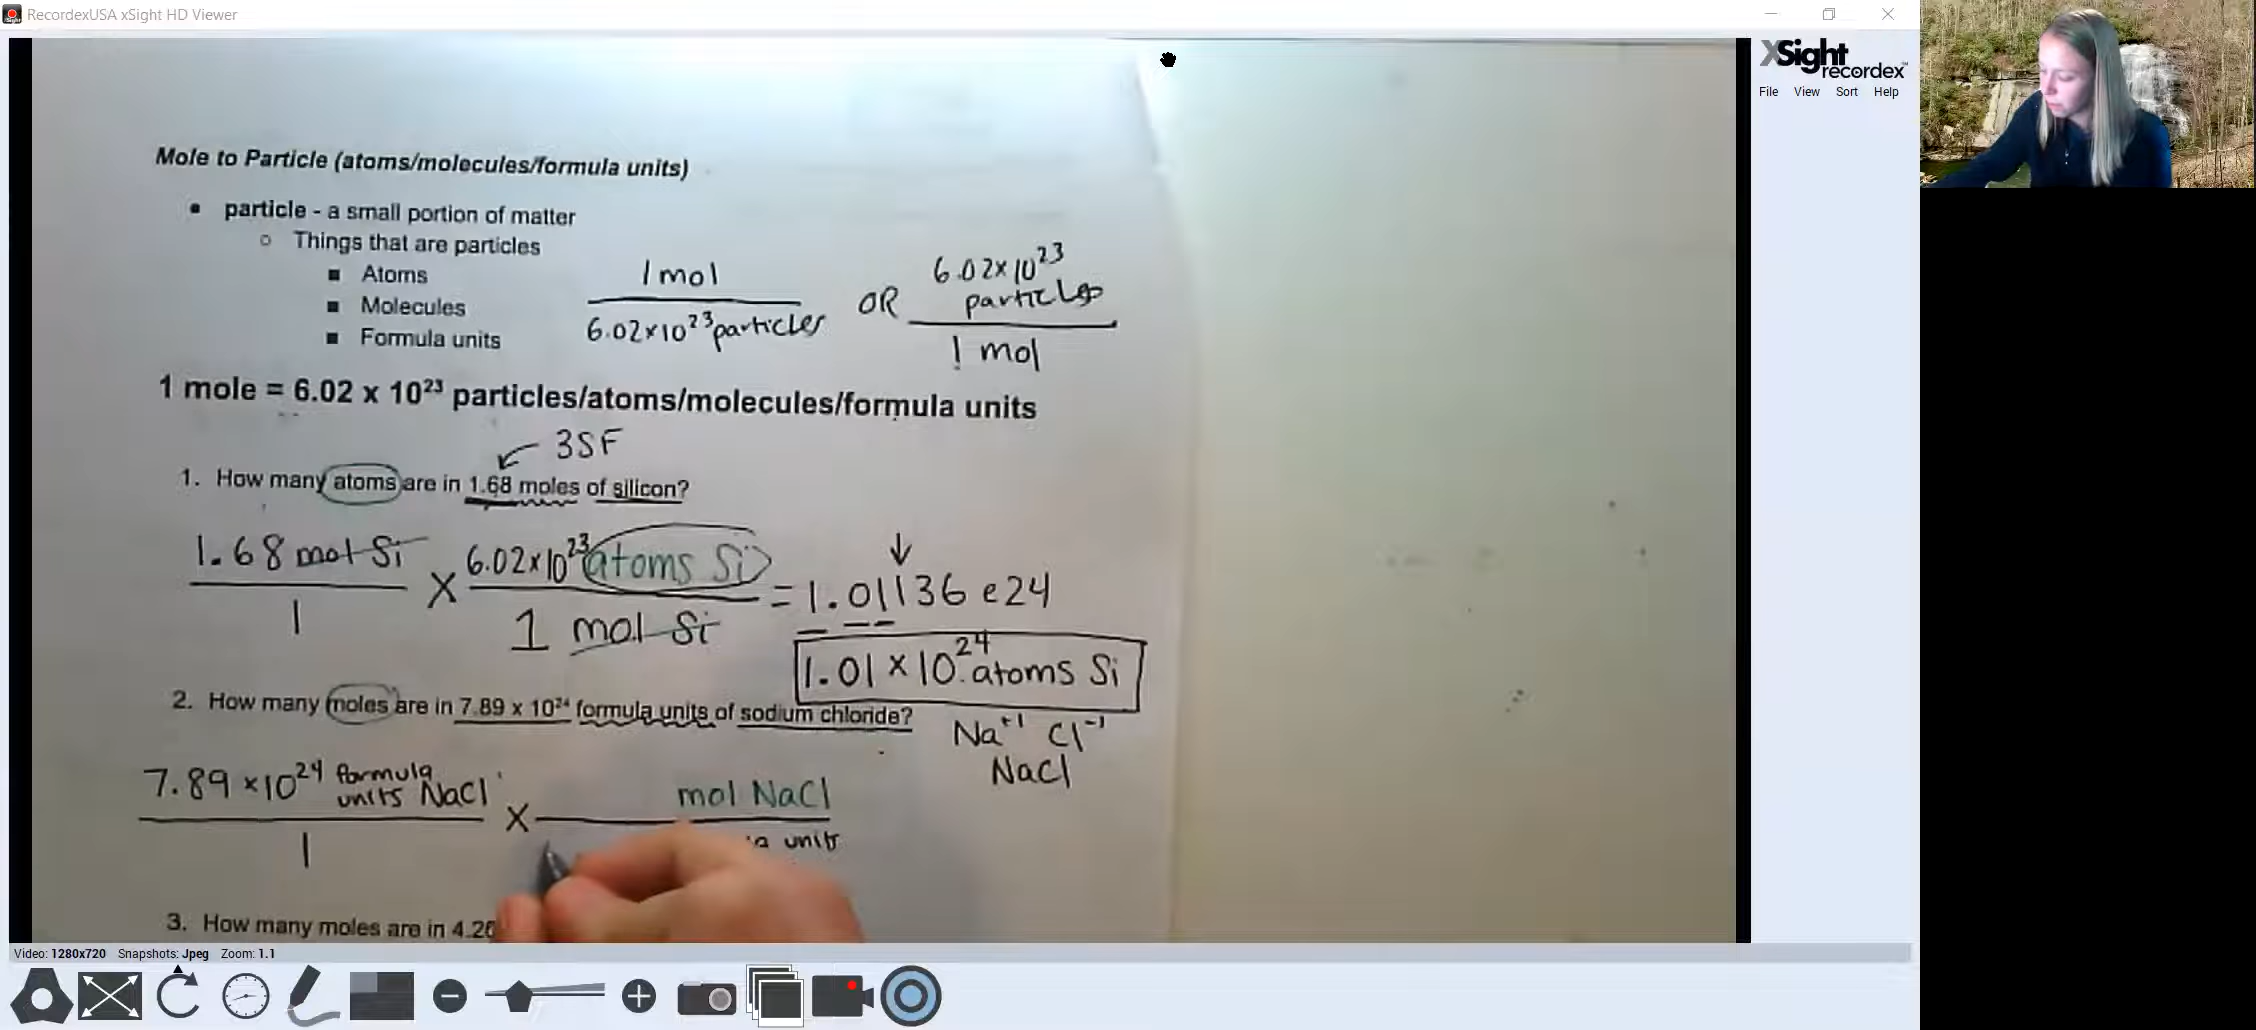 RecordexUSA xSight HD Viewer
XSight
recordex
File View Sort Help
Mole to Particle (atoms/molecules/formula units)
• particle - a small portion of matter
○ Things that are particles
■ Atoms
■ Molecules
■ Formula units
1 mol
6.02×10²³ particles
OR
6.02×10²³
particles
1 mol
1 mole = 6.02 x 10²³ particles/atoms/molecules/formula units
3SF
1. How many atoms are in 1.68 moles of silicon?
1.68 mol Si
1
×
6.02×10²³ atoms Si
1 mol Si
= 1.01136 e24
1.01 × 10²⁴ atoms Si
2. How many moles are in 7.89 x 10²⁴ formula units of sodium chloride?
Na⁺¹ Cl⁻¹
NaCl
7.89 ×10²⁴ formula
units NaCl
1
×
mol NaCl
units
3. How many moles are in 4.20
Video: 1280x720 Snapshots: Jpeg Zoom: 1.1